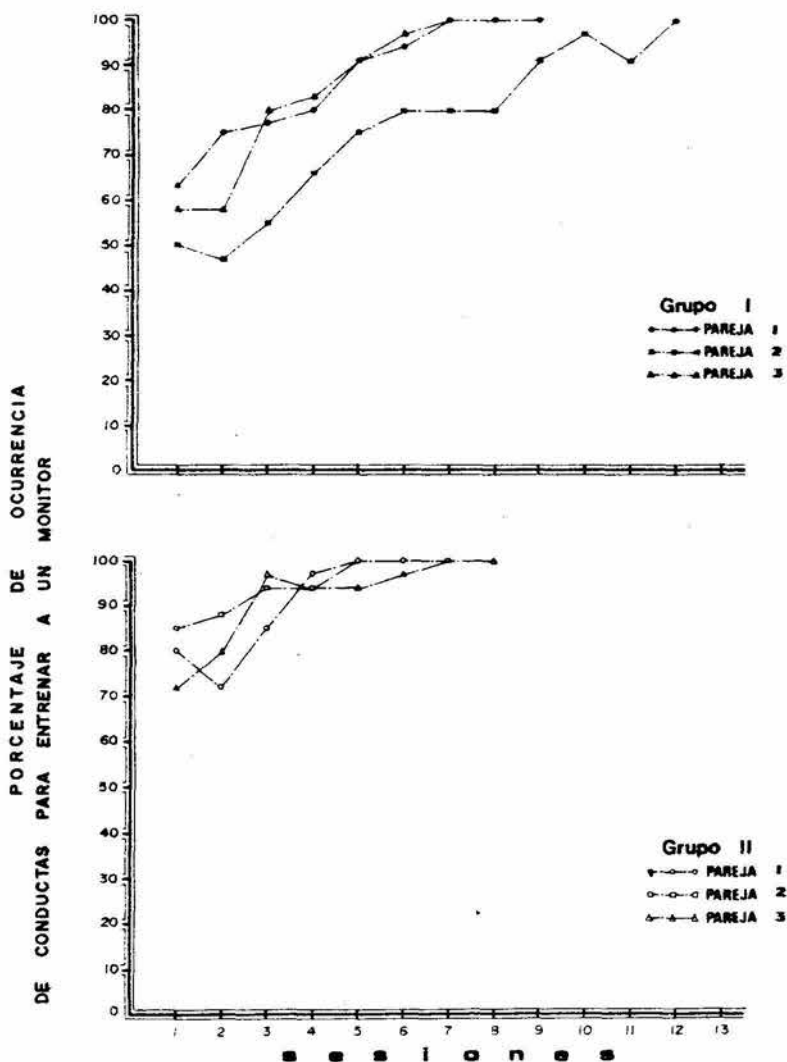 PORCENTAJE DE OCURRENCIA
DE CONDUCTAS PARA ENTRENAR A UN MONITOR
100
90
80
70
60
50
40
30
20
10
0
Grupo I
PAREJA 1
PAREJA 2
PAREJA 3
100
90
80
70
60
50
40
30
20
10
0
Grupo II
PAREJA 1
PAREJA 2
PAREJA 3
1 2 3 4 5 6 7 8 9 10 11 12 13
sesiones